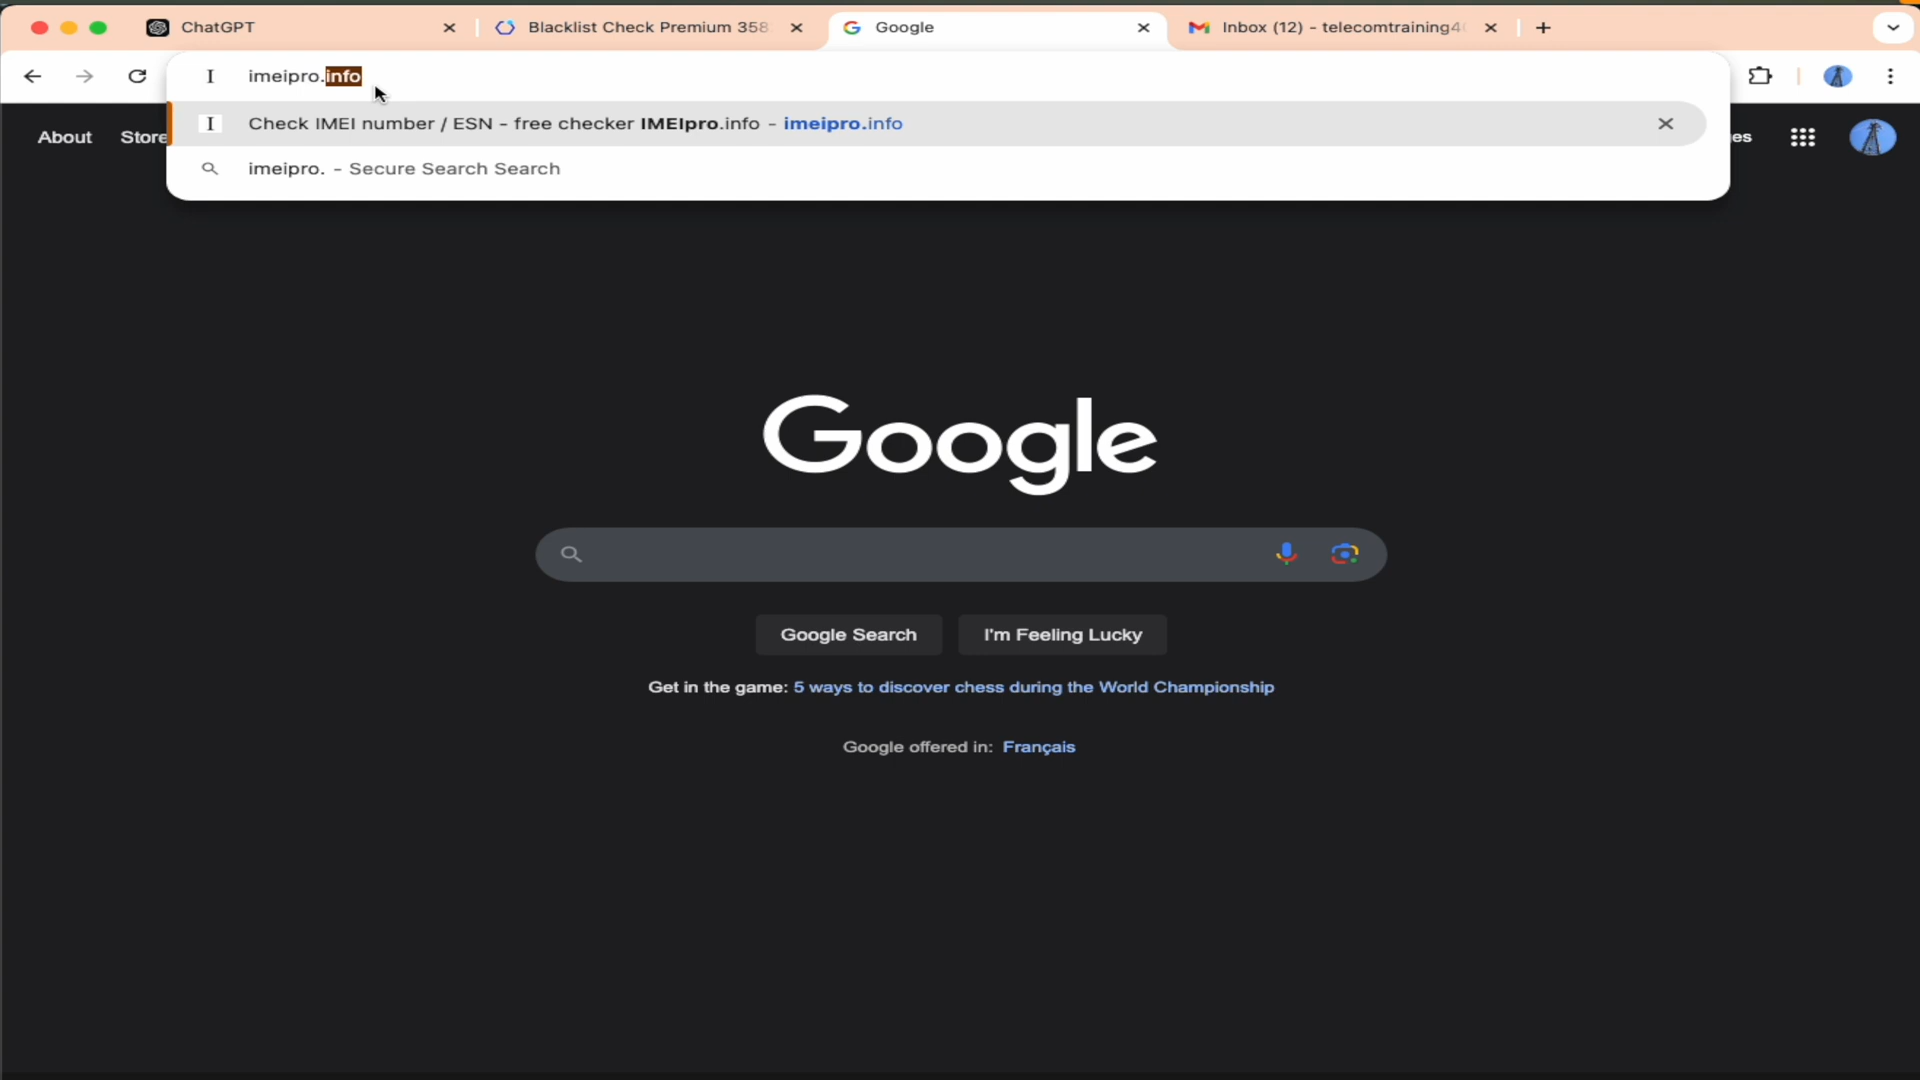 ChatGPT
Blacklist Check Premium 358
Google
Inbox (12) - telecomtraining4
imeipro.info
Check IMEI number / ESN - free checker IMEIpro.info - imeipro.info
imeipro. - Secure Search Search
About
Store
es
Google
Google Search
I'm Feeling Lucky
Get in the game: 5 ways to discover chess during the World Championship
Google offered in: Français